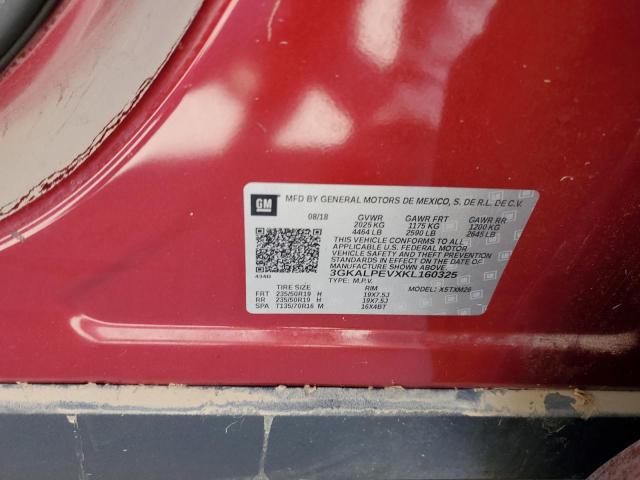 GM MFD BY GENERAL MOTORS DE MEXICO, S. DE R.L. DE C.V.
08/18 GVWR GAWR FRT GAWR RR
2025 KG 1175 KG 1200 KG
4464 LB 2590 LB 2645 LB
THIS VEHICLE CONFORMS TO ALL
APPLICABLE U.S. FEDERAL MOTOR
VEHICLE SAFETY AND THEFT
PREVENTION STANDARDS IN EFFECT
ON THE DATE OF MANUFACTURE
SHOWN ABOVE.
3GKALPEVXKL160325
TYPE: M.P.V. MODEL: XSTXM26
TIRE SIZE RIM
FRT 235/50R19 H 19X7.5J
RR 235/50R19 H 19X7.5J
SPA T135/70R16 M 16X4BT